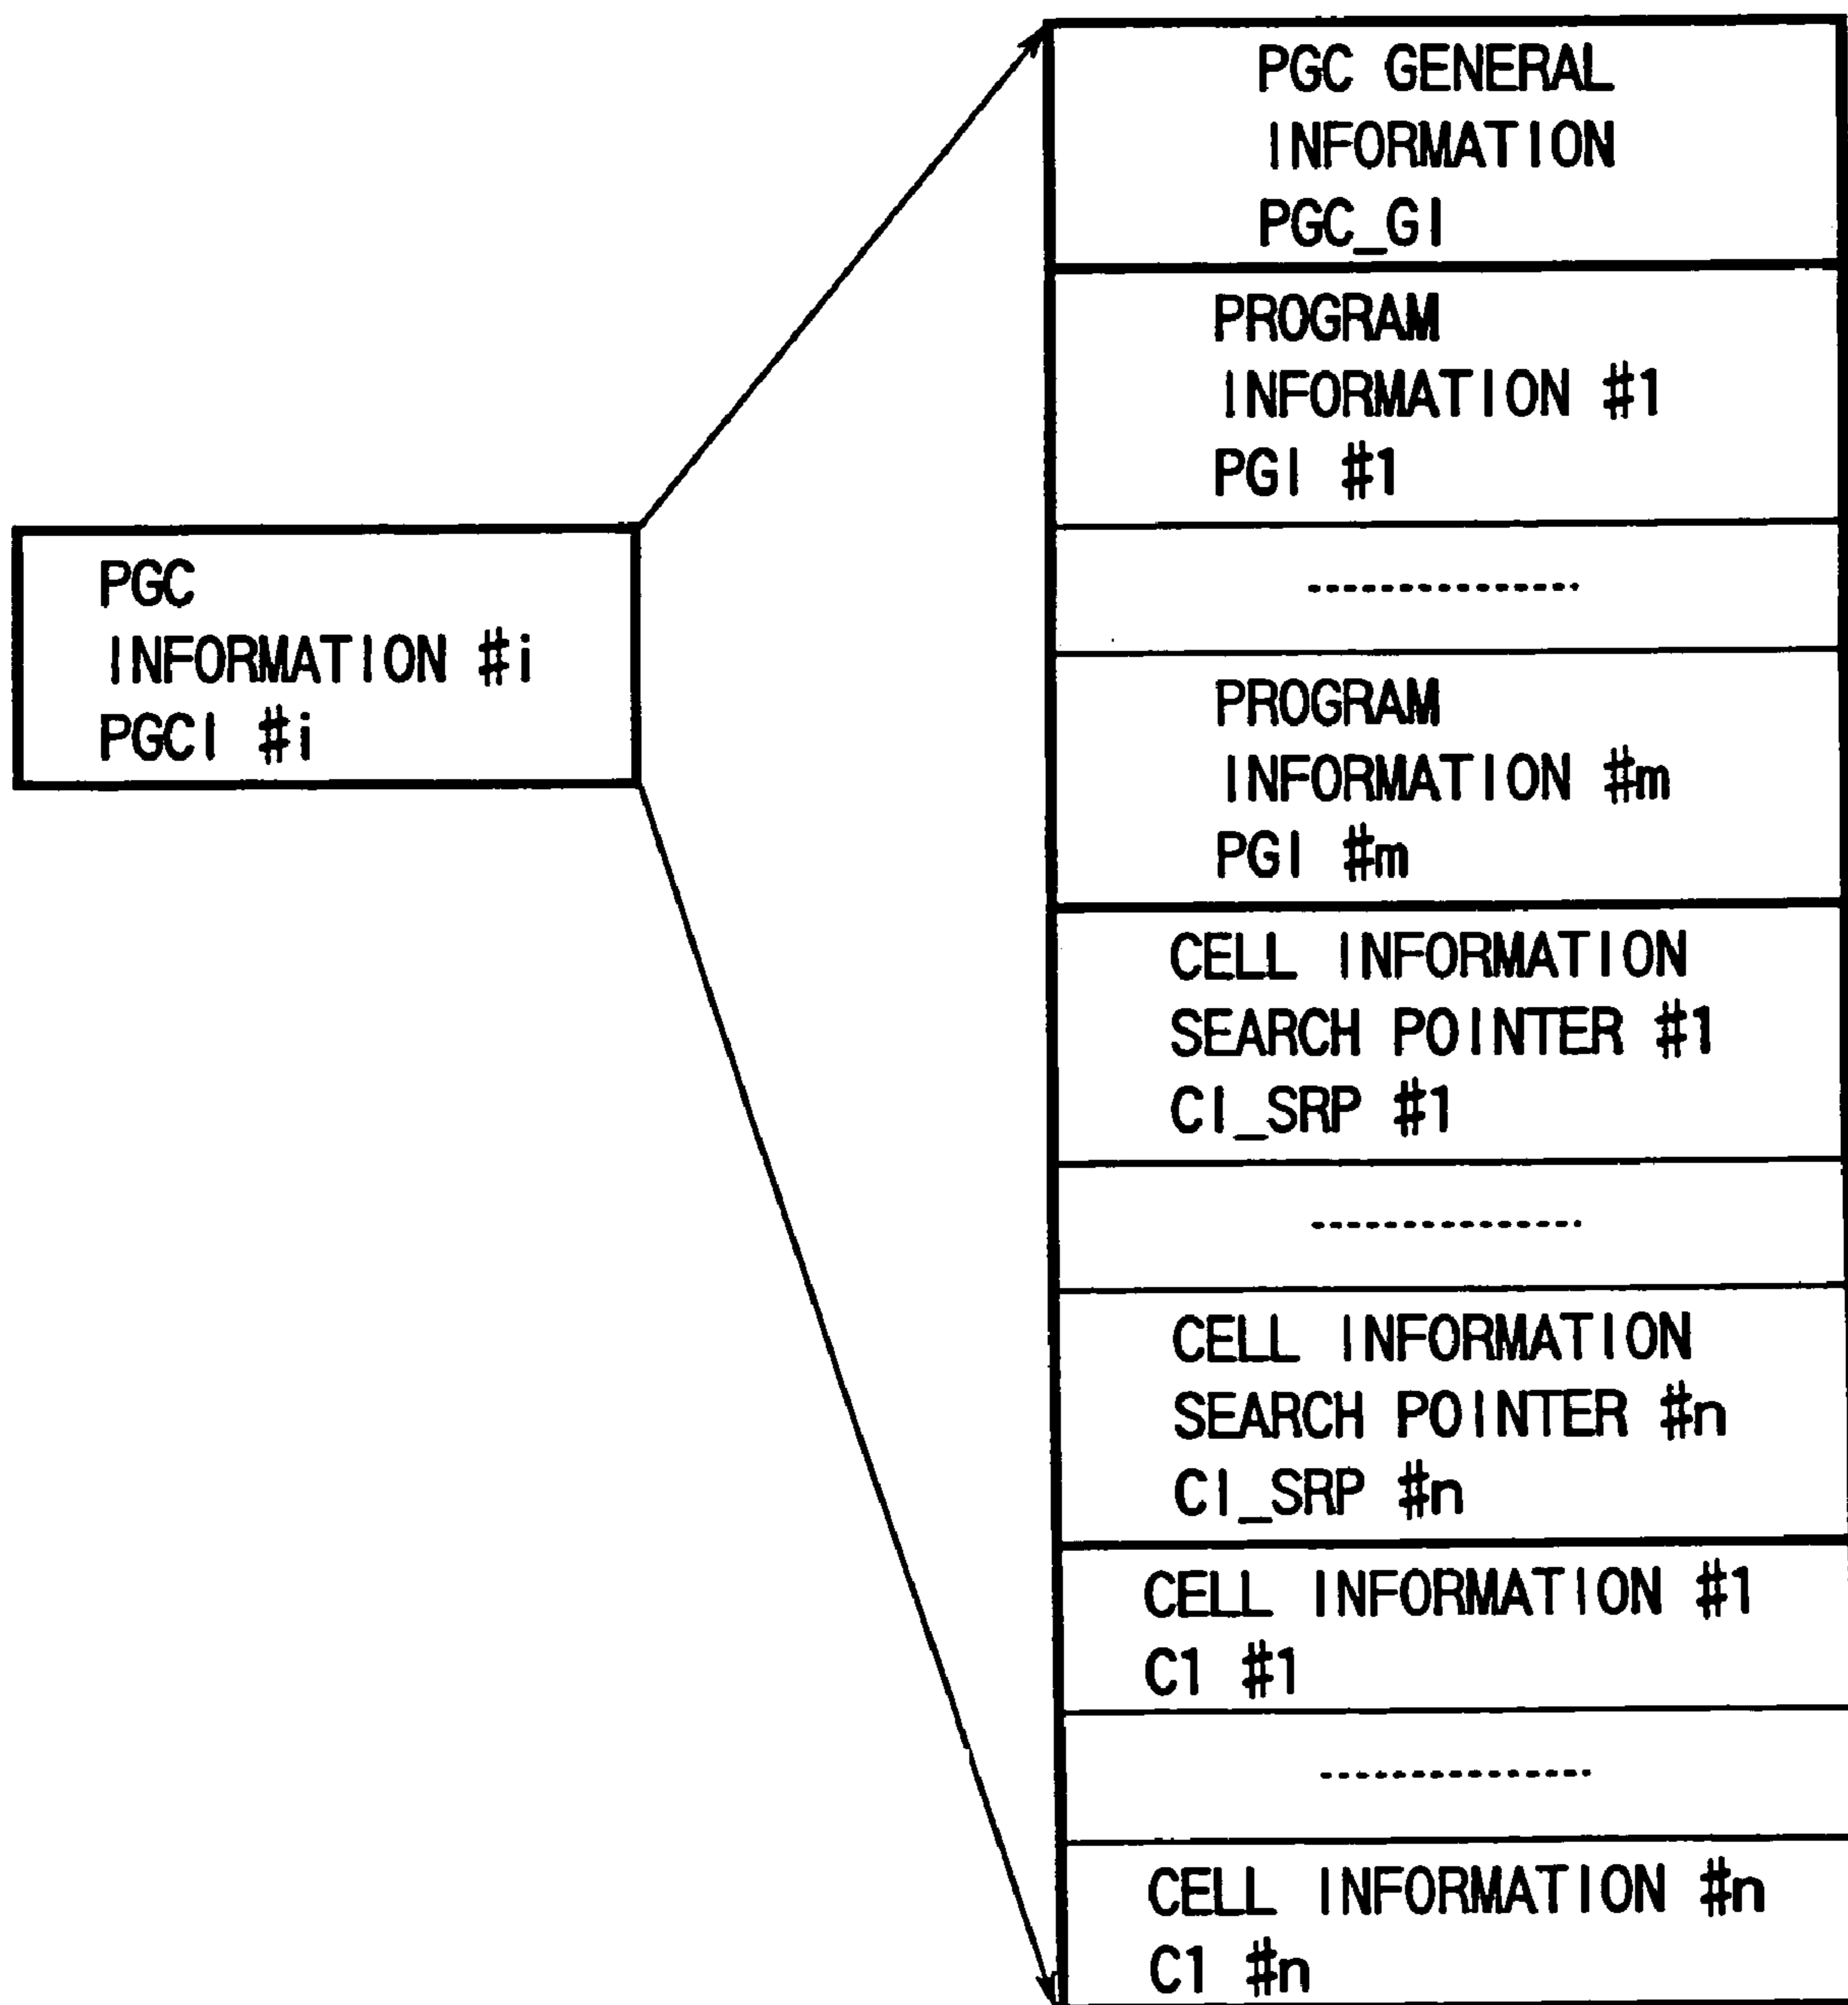 PGC GENERAL
INFORMATION
PGC_GI
PROGRAM
INFORMATION #1
PGI #1
PGC
INFORMATION #i
PGCI #i
PROGRAM
INFORMATION #m
PGI #m
CELL INFORMATION
SEARCH POINTER #1
CI_SRP #1
CELL INFORMATION
SEARCH POINTER #n
CI_SRP #n
CELL INFORMATION #1
C1 #1
CELL INFORMATION #n
C1 #n